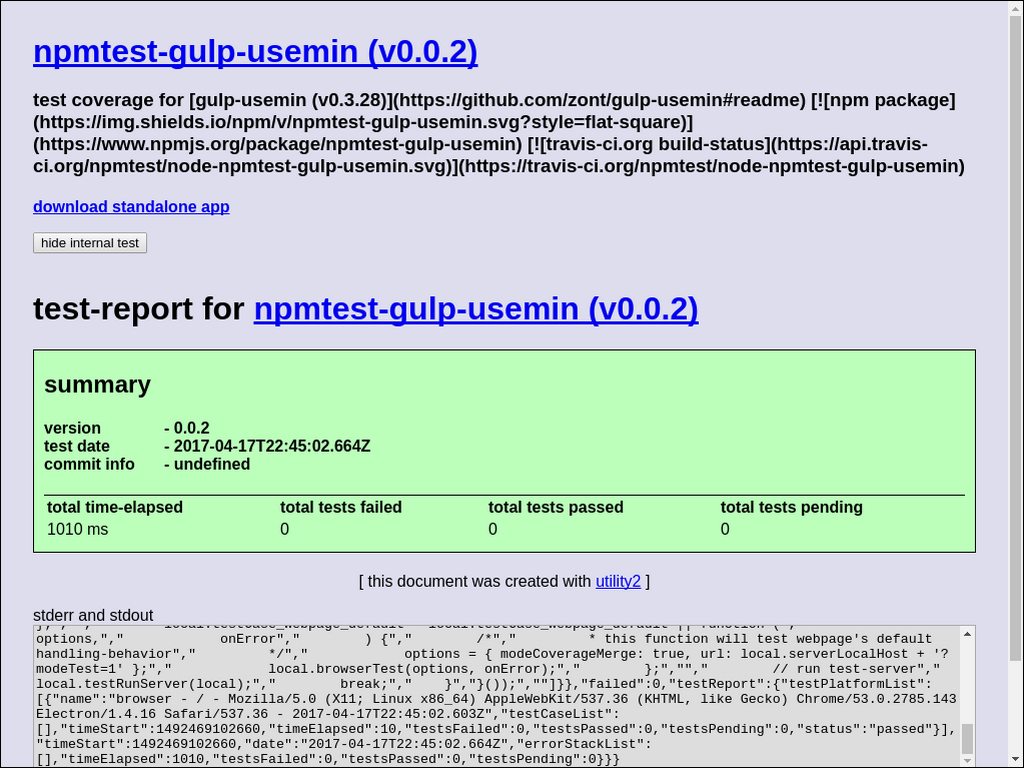 npmtest-gulp-usemin (v0.0.2)
test coverage for [gulp-usemin (v0.3.28)](https://github.com/zont/gulp-usemin#readme) [![npm package]
(https://img.shields.io/npm/v/npmtest-gulp-usemin.svg?style=flat-square)]
(https://www.npmjs.org/package/npmtest-gulp-usemin) [![travis-ci.org build-status](https://api.travis-
ci.org/npmtest/node-npmtest-gulp-usemin.svg)](https://travis-ci.org/npmtest/node-npmtest-gulp-usemin)
download standalone app
hide internal test
test-report for npmtest-gulp-usemin (v0.0.2)
summary
version - 0.0.2
test date - 2017-04-17T22:45:02.664Z
commit info - undefined
total time-elapsed total tests failed total tests passed total tests pending
1010 ms 0 0 0
[ this document was created with utility2 ]
stderr and stdout
options,","            onError","        ) {","        /*","         * this function will test webpage's default
handling-behavior","         */","            options = { modeCoverageMerge: true, url: local.serverLocalHost + '?
modeTest=1' };","            local.browserTest(options, onError);","        };","","        // run test-server","
local.testRunServer(local);","        break;","    }","}());",""]}},"failed":0,"testReport":{"testPlatformList":
[{"name":"browser - / - Mozilla/5.0 (X11; Linux x86_64) AppleWebKit/537.36 (KHTML, like Gecko) Chrome/53.0.2785.143
Electron/1.4.16 Safari/537.36 - 2017-04-17T22:45:02.603Z","testCaseList":
[],"timeStart":1492469102660,"timeElapsed":10,"testsFailed":0,"testsPassed":0,"testsPending":0,"status":"passed"}],
"timeStart":1492469102660,"date":"2017-04-17T22:45:02.664Z","errorStackList":
[],"timeElapsed":1010,"testsFailed":0,"testsPassed":0,"testsPending":0}}}